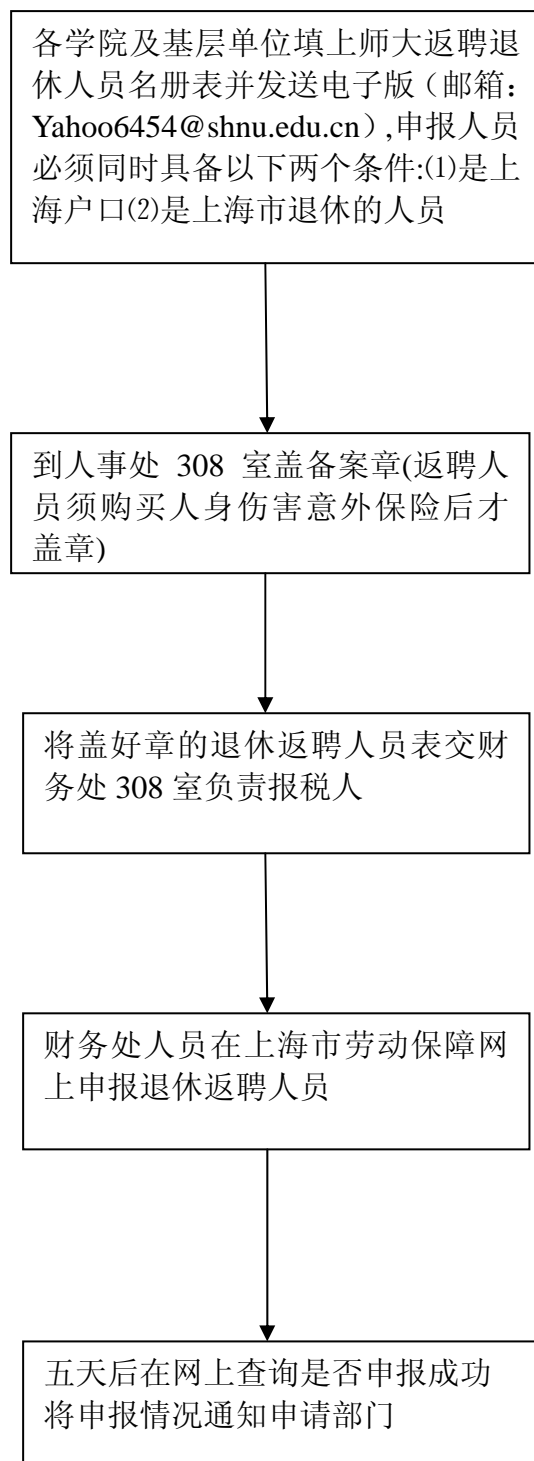 各学院及基层单位填上师大返聘退
休人员名册表并发送电子版（邮箱：
Yahoo6454@shnu.edu.cn）,申报人员
必须同时具备以下两个条件:⑴是上
海户口⑵是上海市退休的人员
到人事处 308 室盖备案章(返聘人
员须购买人身伤害意外保险后才
盖章)
将盖好章的退休返聘人员表交财
务处 308 室负责报税人
财务处人员在上海市劳动保障网
上申报退休返聘人员
五天后在网上查询是否申报成功
将申报情况通知申请部门